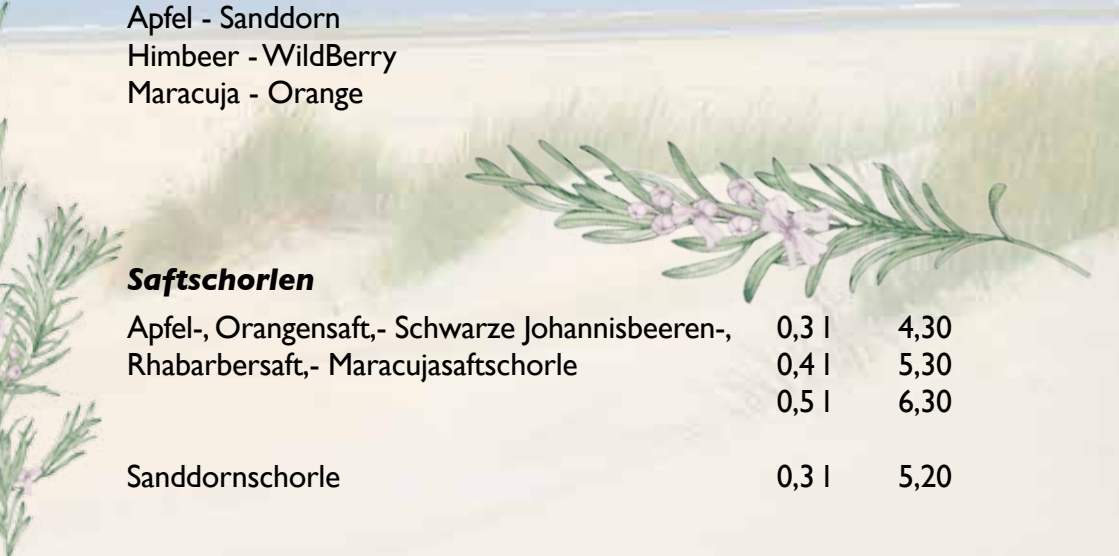 Apfel - Sanddorn
Himbeer - WildBerry
Maracuja - Orange
Saftschorlen
Apfel-, Orangensaft,- Schwarze Johannisbeeren-, 0,3 l 4,30
Rhabarbersaft,- Maracujasaftschorle 0,4 l 5,30
0,5 l 6,30
Sanddornschorle 0,3 l 5,20